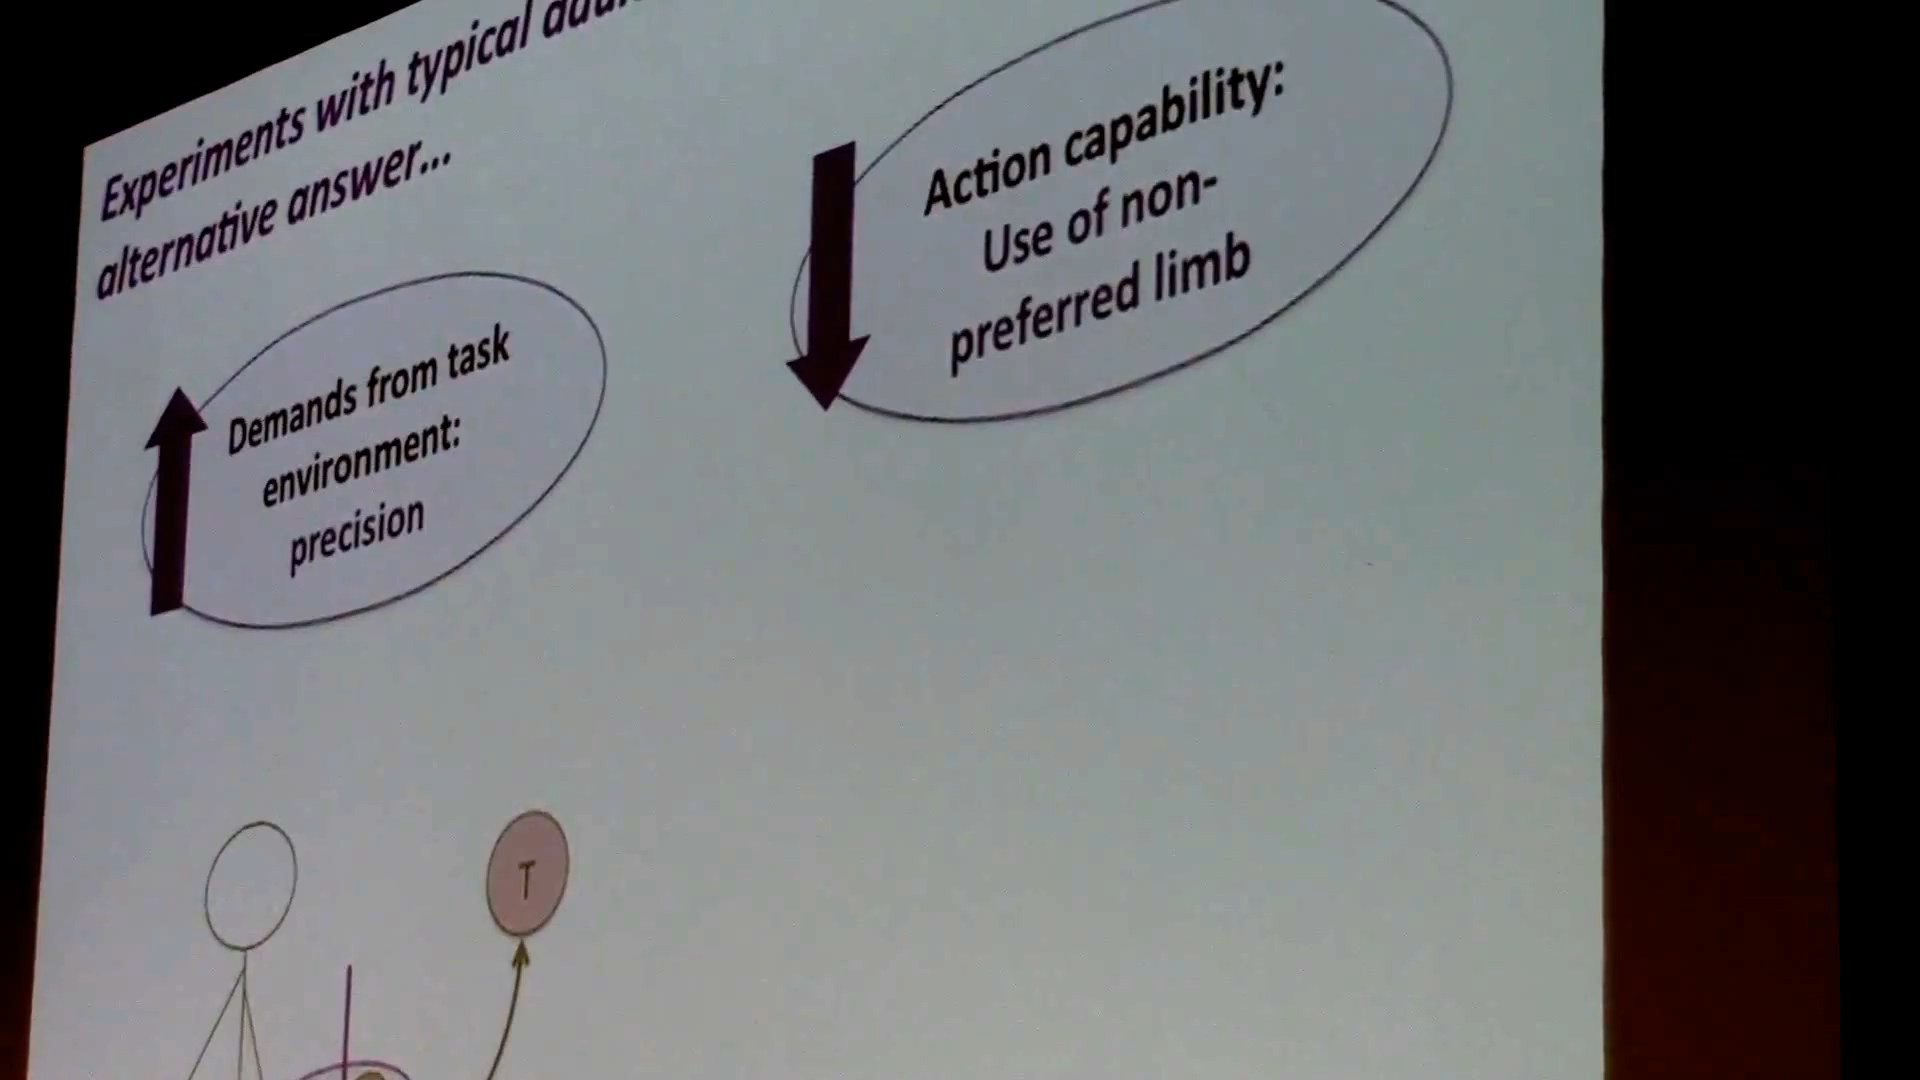 Experiments with typical
alternative answer...
Action capability:
Use of non-
preferred limb
Demands from task
environment:
precision
T